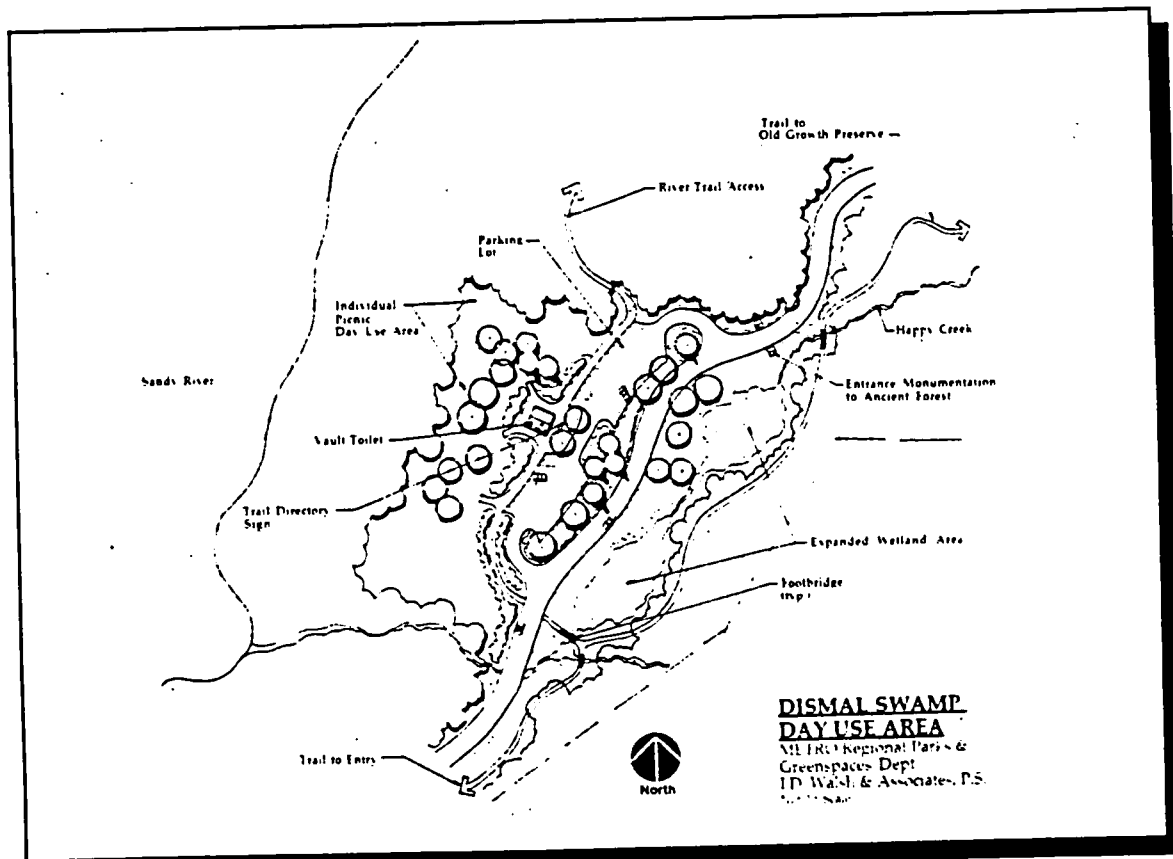 Trail to
Old Growth Preserve
River Trail Access
Parking
Lot
Individual
Picnic
Day Use Area
Happy Creek
Sandy River
Entrance Monumentation
to Ancient Forest
Vault Toilet
Trail Directory
Sign
Expanded Wetland Area
Footbridge
(typ.)
Trail to Entry
North
DISMAL SWAMP
DAY USE AREA
METRO Regional Parks &
Greenspaces Dept
J.D. Walsh & Associates, P.S.